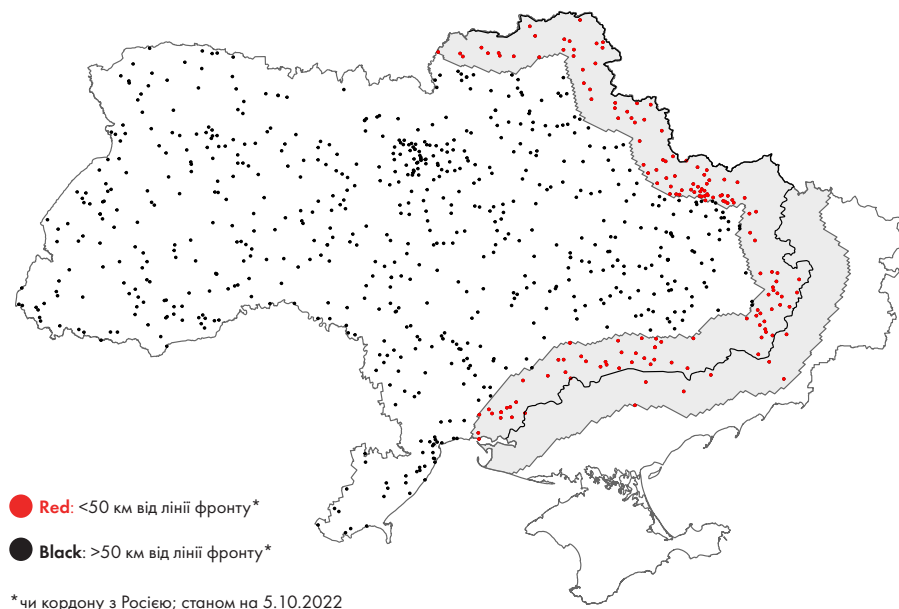 Red: <50 км від лінії фронту*
Black: >50 км від лінії фронту*
*чи кордону з Росією; станом на 5.10.2022